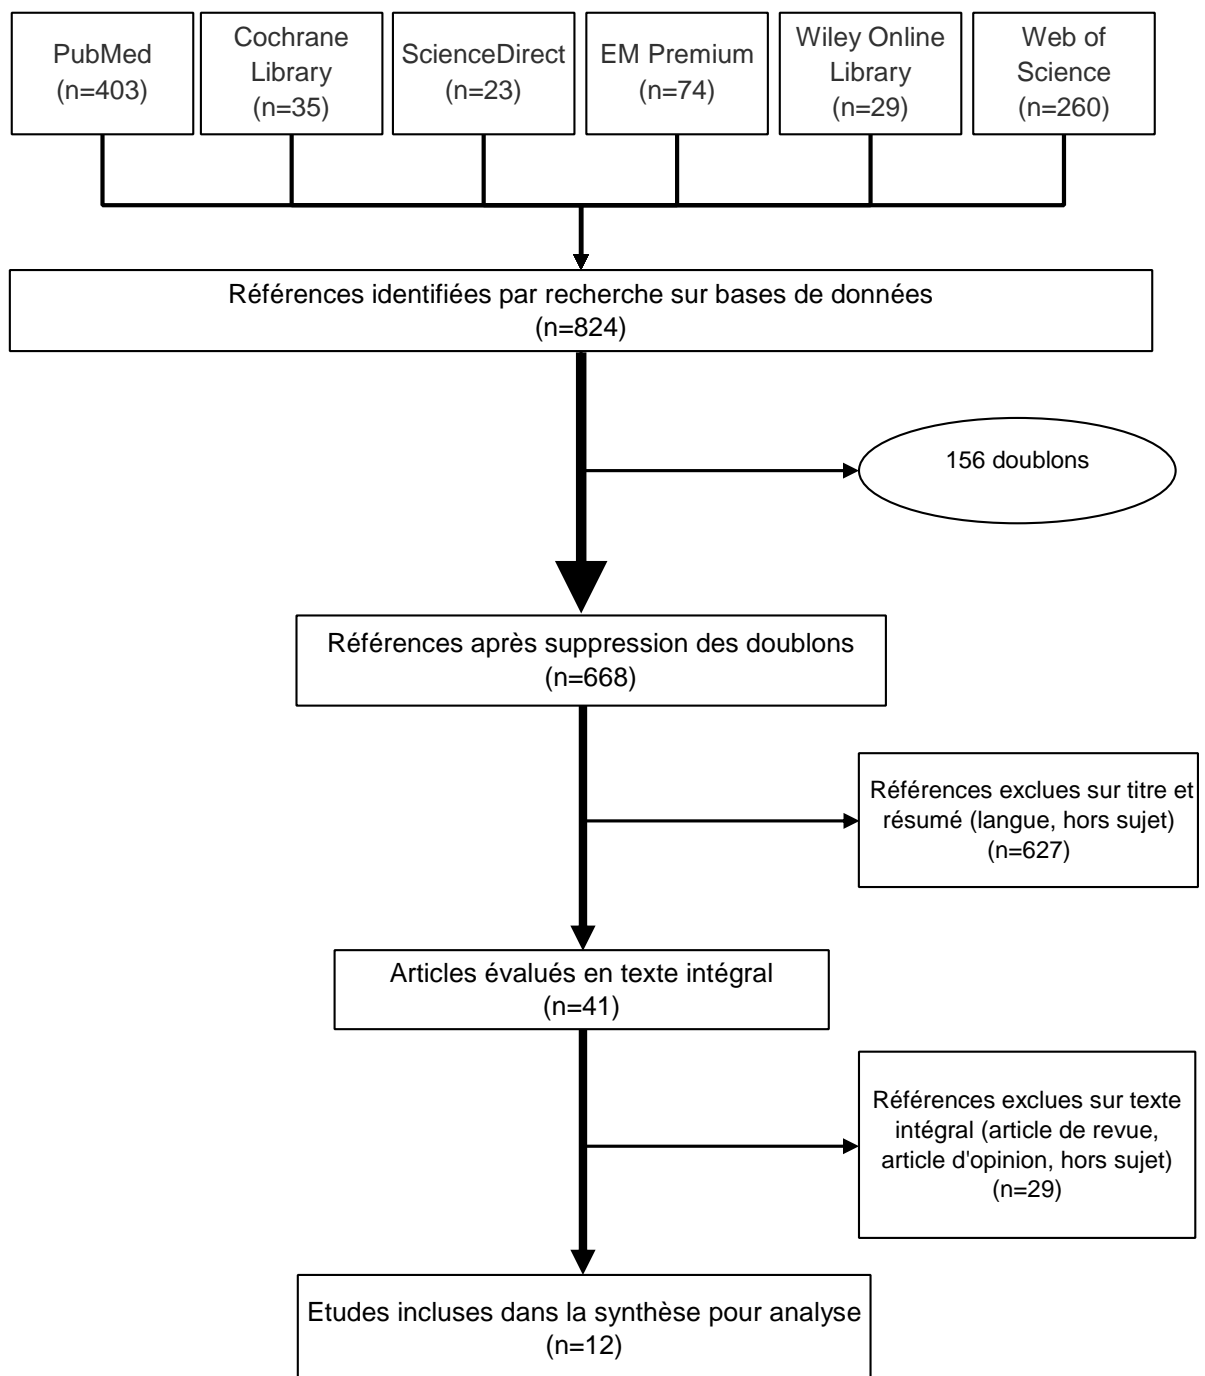 PubMed
(n=403)
Cochrane
Library
(n=35)
ScienceDirect
(n=23)
EM Premium
(n=74)
Wiley Online
Library
(n=29)
Web of
Science
(n=260)
Références identifiées par recherche sur bases de données
(n=824)
156 doublons
Références après suppression des doublons
(n=668)
Références exclues sur titre et
résumé (langue, hors sujet)
(n=627)
Articles évalués en texte intégral
(n=41)
Références exclues sur texte
intégral (article de revue,
article d'opinion, hors sujet)
(n=29)
Etudes incluses dans la synthèse pour analyse
(n=12)